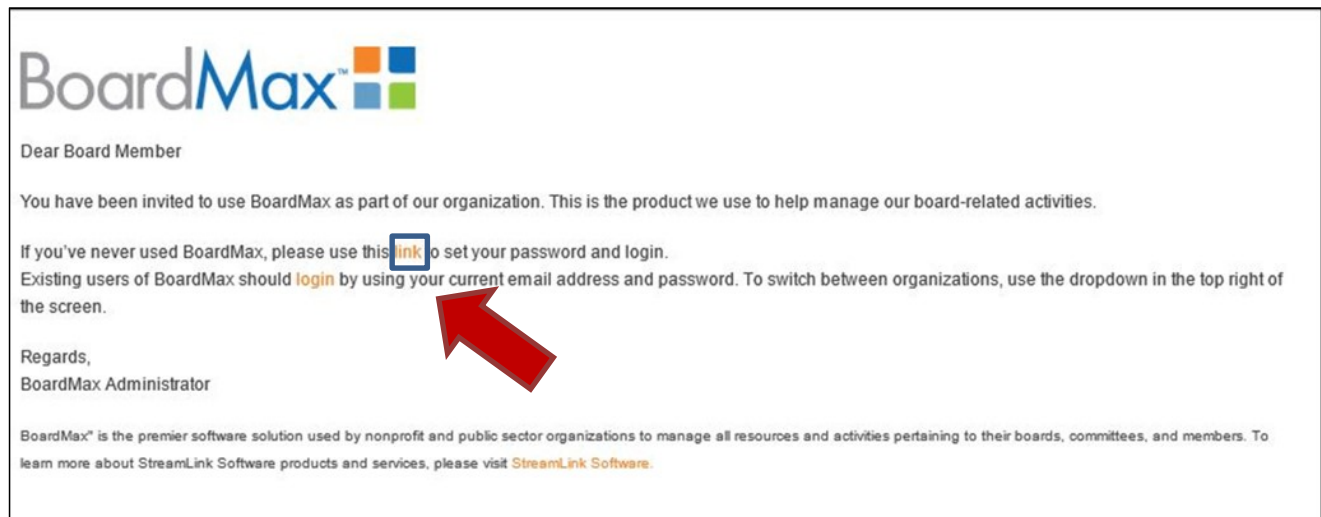 BoardMax™
Dear Board Member
You have been invited to use BoardMax as part of our organization. This is the product we use to help manage our board-related activities.
If you've never used BoardMax, please use this link to set your password and login.
Existing users of BoardMax should login by using your current email address and password. To switch between organizations, use the dropdown in the top right of
the screen.
Regards,
BoardMax Administrator
BoardMax" is the premier software solution used by nonprofit and public sector organizations to manage all resources and activities pertaining to their boards, committees, and members. To
learn more about StreamLink Software products and services, please visit StreamLink Software.